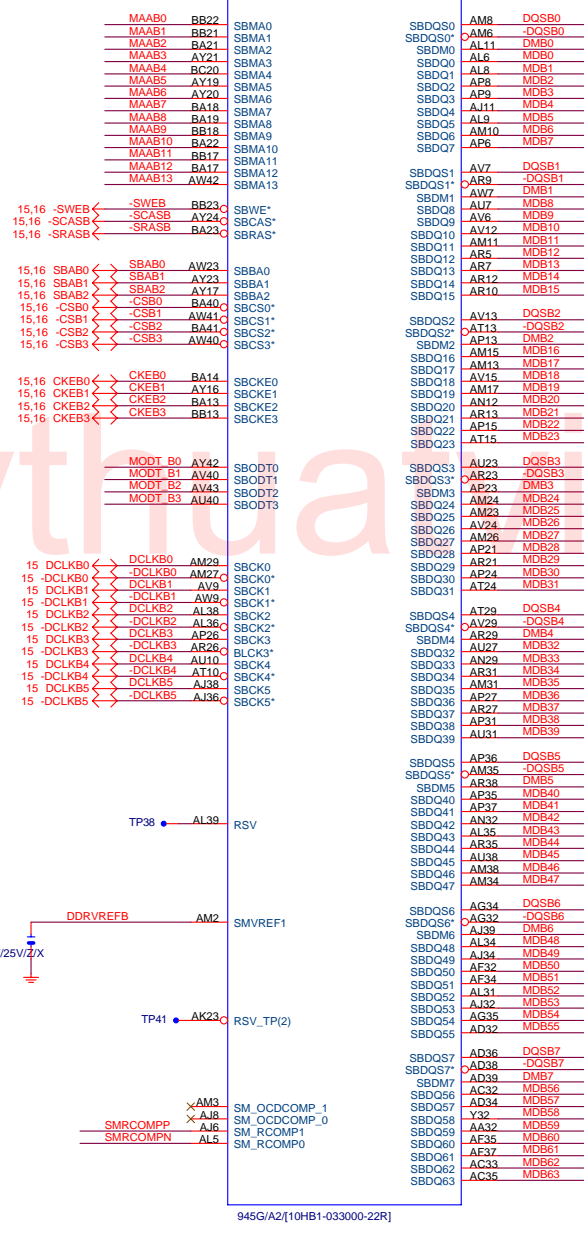 MAAB0 BB22 SBMA0
MAAB1 BB21 SBMA1
MAAB2 BA21 SBMA2
MAAB3 AY21 SBMA3
MAAB4 BC20 SBMA4
MAAB5 AY19 SBMA5
MAAB6 AY20 SBMA6
MAAB7 BA18 SBMA7
MAAB8 BA19 SBMA8
MAAB9 BB18 SBMA9
MAAB10 BA22 SBMA10
MAAB11 BB17 SBMA11
MAAB12 BA17 SBMA12
MAAB13 AW42 SBMA13
15,16 -SWEB -SWEB BB23 SBWE*
15,16 -SCASB -SCASB AY24 SBCAS*
15,16 -SRASB -SRASB BA23 SBRAS*
15,16 SBAB0 SBAB0 AW23 SBBA0
15,16 SBAB1 SBAB1 AY23 SBBA1
15,16 SBAB2 SBAB2 AY17 SBBA2
15,16 -CSB0 -CSB0 BA40 SBCS0*
15,16 -CSB1 -CSB1 AW41 SBCS1*
15,16 -CSB2 -CSB2 BA41 SBCS2*
15,16 -CSB3 -CSB3 AW40 SBCS3*
15,16 CKEB0 CKEB0 BA14 SBCKE0
15,16 CKEB1 CKEB1 AY16 SBCKE1
15,16 CKEB2 CKEB2 BA13 SBCKE2
15,16 CKEB3 CKEB3 BB13 SBCKE3
MODT_B0 AY42 SBODT0
MODT_B1 AV40 SBODT1
MODT_B2 AV43 SBODT2
MODT_B3 AU40 SBODT3
15 DCLKB0 DCLKB0 AM29 SBCK0
15 -DCLKB0 -DCLKB0 AM27 SBCK0*
15 DCLKB1 DCLKB1 AV9 SBCK1
15 -DCLKB1 -DCLKB1 AW9 SBCK1*
15 DCLKB2 DCLKB2 AL38 SBCK2
15 -DCLKB2 -DCLKB2 AL36 SBCK2*
15 DCLKB3 DCLKB3 AP26 SBCK3
15 -DCLKB3 -DCLKB3 AR26 BLCK3*
15 DCLKB4 DCLKB4 AU10 SBCK4
15 -DCLKB4 -DCLKB4 AT10 SBCK4*
15 DCLKB5 DCLKB5 AJ38 SBCK5
15 -DCLKB5 -DCLKB5 AJ36 SBCK5*
TP38 AL39 RSV
DDRVREFB AM2 SMVREF1
/25V/Z/X
TP41 AK23 RSV_TP(2)
AM3 SM_OCDCOMP_1
AJ8 SM_OCDCOMP_0
SMRCOMPP AJ6 SM_RCOMP1
SMRCOMPN AL5 SM_RCOMP0
SBDQS0 AM8 DQSB0
SBDQS0* AM6 -DQSB0
SBDM0 AL11 DMB0
SBDQ0 AL6 MDB0
SBDQ1 AL8 MDB1
SBDQ2 AP8 MDB2
SBDQ3 AP9 MDB3
SBDQ4 AJ11 MDB4
SBDQ5 AL9 MDB5
SBDQ6 AM10 MDB6
SBDQ7 AP6 MDB7
SBDQS1 AV7 DQSB1
SBDQS1* AR9 -DQSB1
SBDM1 AW7 DMB1
SBDQ8 AU7 MDB8
SBDQ9 AV6 MDB9
SBDQ10 AV12 MDB10
SBDQ11 AM11 MDB11
SBDQ12 AR5 MDB12
SBDQ13 AR7 MDB13
SBDQ14 AR12 MDB14
SBDQ15 AR10 MDB15
SBDQS2 AV13 DQSB2
SBDQS2* AT13 -DQSB2
SBDM2 AP13 DMB2
SBDQ16 AM15 MDB16
SBDQ17 AM13 MDB17
SBDQ18 AV15 MDB18
SBDQ19 AM17 MDB19
SBDQ20 AN12 MDB20
SBDQ21 AR13 MDB21
SBDQ22 AP15 MDB22
SBDQ23 AT15 MDB23
SBDQS3 AU23 DQSB3
SBDQS3* AR23 -DQSB3
SBDM3 AP23 DMB3
SBDQ24 AM24 MDB24
SBDQ25 AM23 MDB25
SBDQ26 AV24 MDB26
SBDQ27 AM26 MDB27
SBDQ28 AP21 MDB28
SBDQ29 AR21 MDB29
SBDQ30 AP24 MDB30
SBDQ31 AT24 MDB31
SBDQS4 AT29 DQSB4
SBDQS4* AV29 -DQSB4
SBDM4 AR29 DMB4
SBDQ32 AU27 MDB32
SBDQ33 AN29 MDB33
SBDQ34 AR31 MDB34
SBDQ35 AM31 MDB35
SBDQ36 AP27 MDB36
SBDQ37 AR27 MDB37
SBDQ38 AP31 MDB38
SBDQ39 AU31 MDB39
SBDQS5 AP36 DQSB5
SBDQS5* AM35 -DQSB5
SBDM5 AR38 DMB5
SBDQ40 AP35 MDB40
SBDQ41 AP37 MDB41
SBDQ42 AN32 MDB42
SBDQ43 AL35 MDB43
SBDQ44 AR35 MDB44
SBDQ45 AU38 MDB45
SBDQ46 AM38 MDB46
SBDQ47 AM34 MDB47
SBDQS6 AG34 DQSB6
SBDQS6* AG32 -DQSB6
SBDM6 AJ39 DMB6
SBDQ48 AL34 MDB48
SBDQ49 AJ34 MDB49
SBDQ50 AF32 MDB50
SBDQ51 AF34 MDB51
SBDQ52 AL31 MDB52
SBDQ53 AJ32 MDB53
SBDQ54 AG35 MDB54
SBDQ55 AD32 MDB55
SBDQS7 AD36 DQSB7
SBDQS7* AD38 -DQSB7
SBDM7 AD39 DMB7
SBDQ56 AC32 MDB56
SBDQ57 AD34 MDB57
SBDQ58 Y32 MDB58
SBDQ59 AA32 MDB59
SBDQ60 AF35 MDB60
SBDQ61 AF37 MDB61
SBDQ62 AC33 MDB62
SBDQ63 AC35 MDB63
945G/A2/[10HB1-033000-22R]
ythuatvi